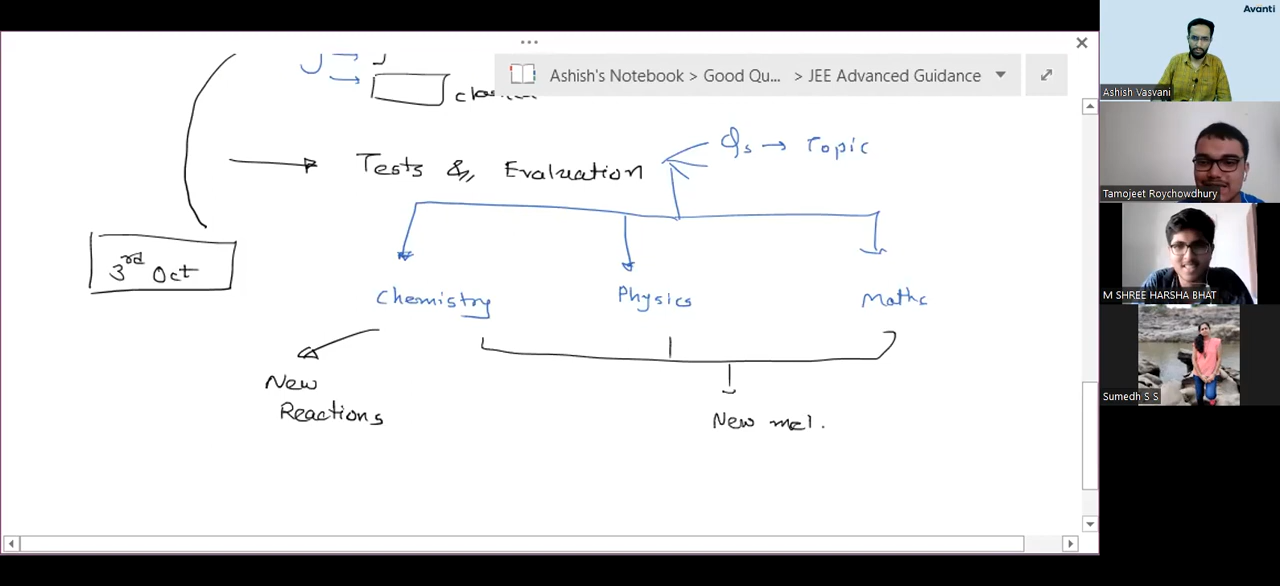 Avanti
Ashish's Notebook > Good Qu... > JEE Advanced Guidance
Ashish Vasvani
Qs → Topic
Tests & Evaluation
Tamojeet Roychowdhury
3rd Oct
Chemistry Physics Maths
M SHREE HARSHA BHAT
New
Reactions
New
Sumedh S S